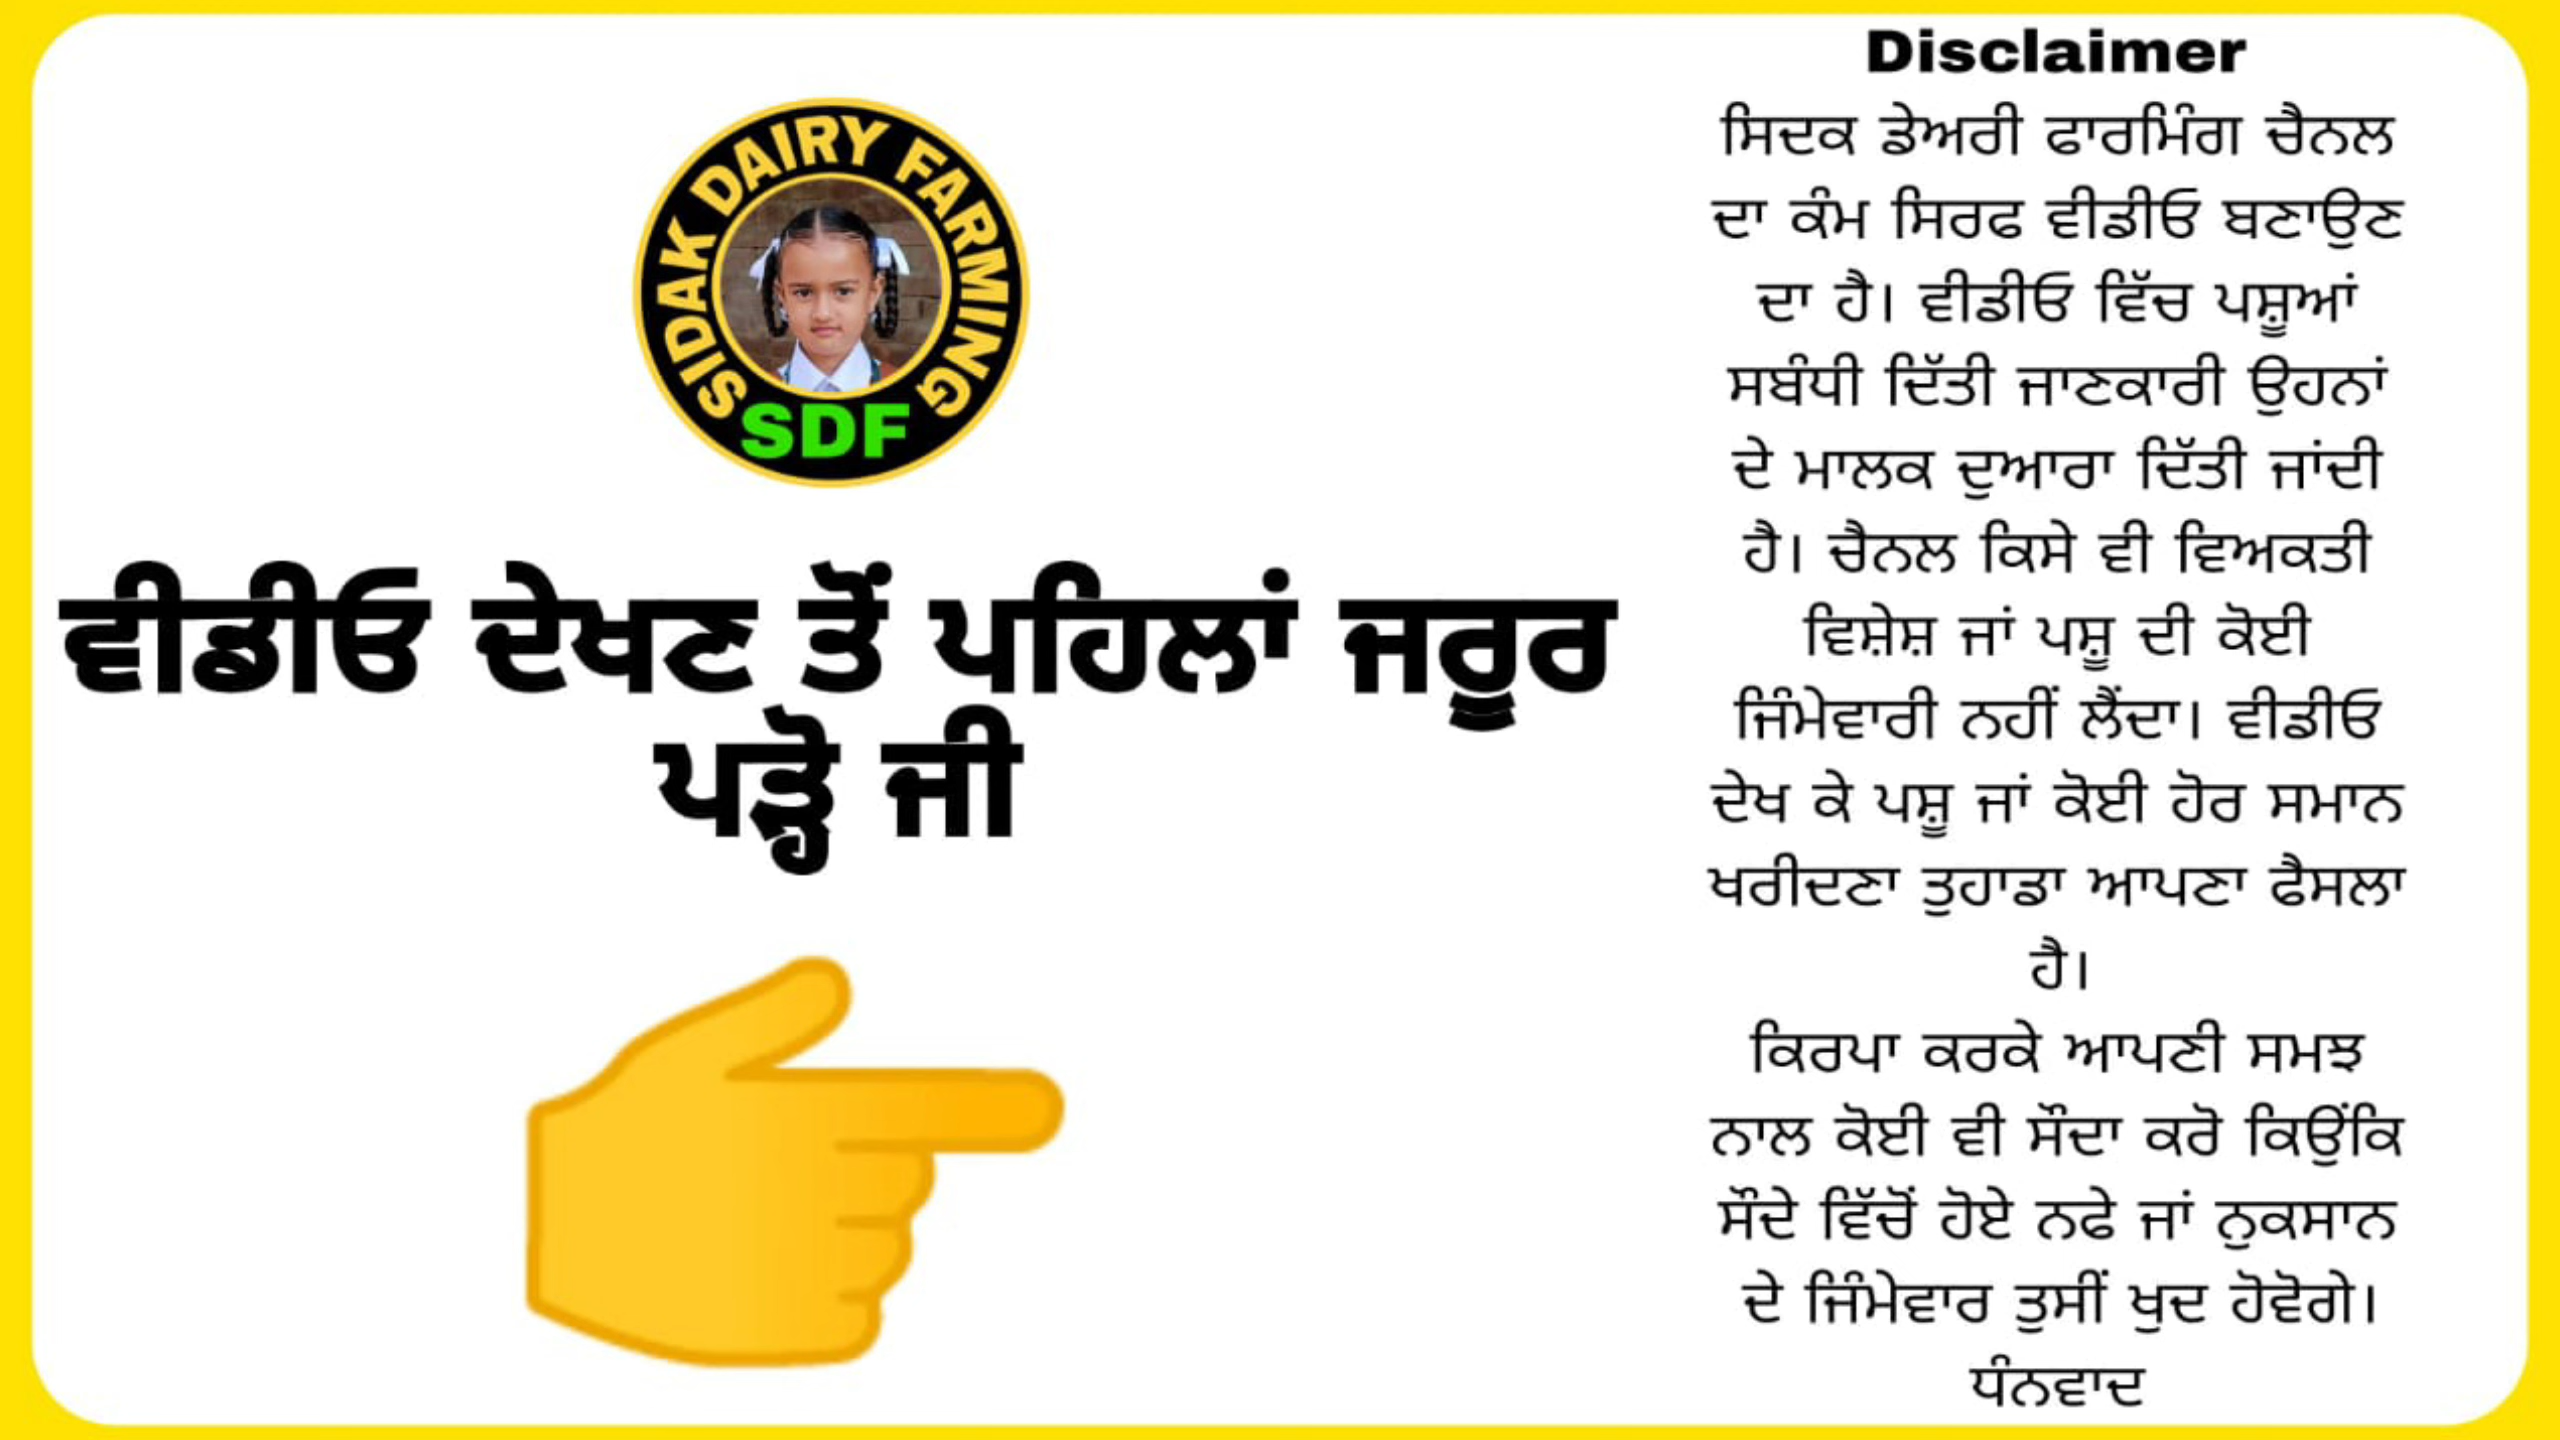 SIDAK DAIRY FARMING
SDF
ਵੀਡੀਓ ਦੇਖਣ ਤੋਂ ਪਹਿਲਾਂ ਜਰੂਰ
ਪੜ੍ਹੋ ਜੀ
Disclaimer
ਸਿਦਕ ਡੇਅਰੀ ਫਾਰਮਿੰਗ ਚੈਨਲ
ਦਾ ਕੰਮ ਸਿਰਫ ਵੀਡੀਓ ਬਣਾਉਣ
ਦਾ ਹੈ। ਵੀਡੀਓ ਵਿੱਚ ਪਸ਼ੂਆਂ
ਸਬੰਧੀ ਦਿੱਤੀ ਜਾਣਕਾਰੀ ਉਹਨਾਂ
ਦੇ ਮਾਲਕ ਦੁਆਰਾ ਦਿੱਤੀ ਜਾਂਦੀ
ਹੈ। ਚੈਨਲ ਕਿਸੇ ਵੀ ਵਿਅਕਤੀ
ਵਿਸ਼ੇਸ਼ ਜਾਂ ਪਸ਼ੂ ਦੀ ਕੋਈ
ਜਿੰਮੇਵਾਰੀ ਨਹੀਂ ਲੈਂਦਾ। ਵੀਡੀਓ
ਦੇਖ ਕੇ ਪਸ਼ੂ ਜਾਂ ਕੋਈ ਹੋਰ ਸਮਾਨ
ਖਰੀਦਣਾ ਤੁਹਾਡਾ ਆਪਣਾ ਫੈਸਲਾ
ਹੈ।
ਕਿਰਪਾ ਕਰਕੇ ਆਪਣੀ ਸਮਝ
ਨਾਲ ਕੋਈ ਵੀ ਸੌਦਾ ਕਰੋ ਕਿਉਂਕਿ
ਸੌਦੇ ਵਿੱਚੋਂ ਹੋਏ ਨਫੇ ਜਾਂ ਨੁਕਸਾਨ
ਦੇ ਜਿੰਮੇਵਾਰ ਤੁਸੀਂ ਖੁਦ ਹੋਵੋਗੇ।
ਧੰਨਵਾਦ